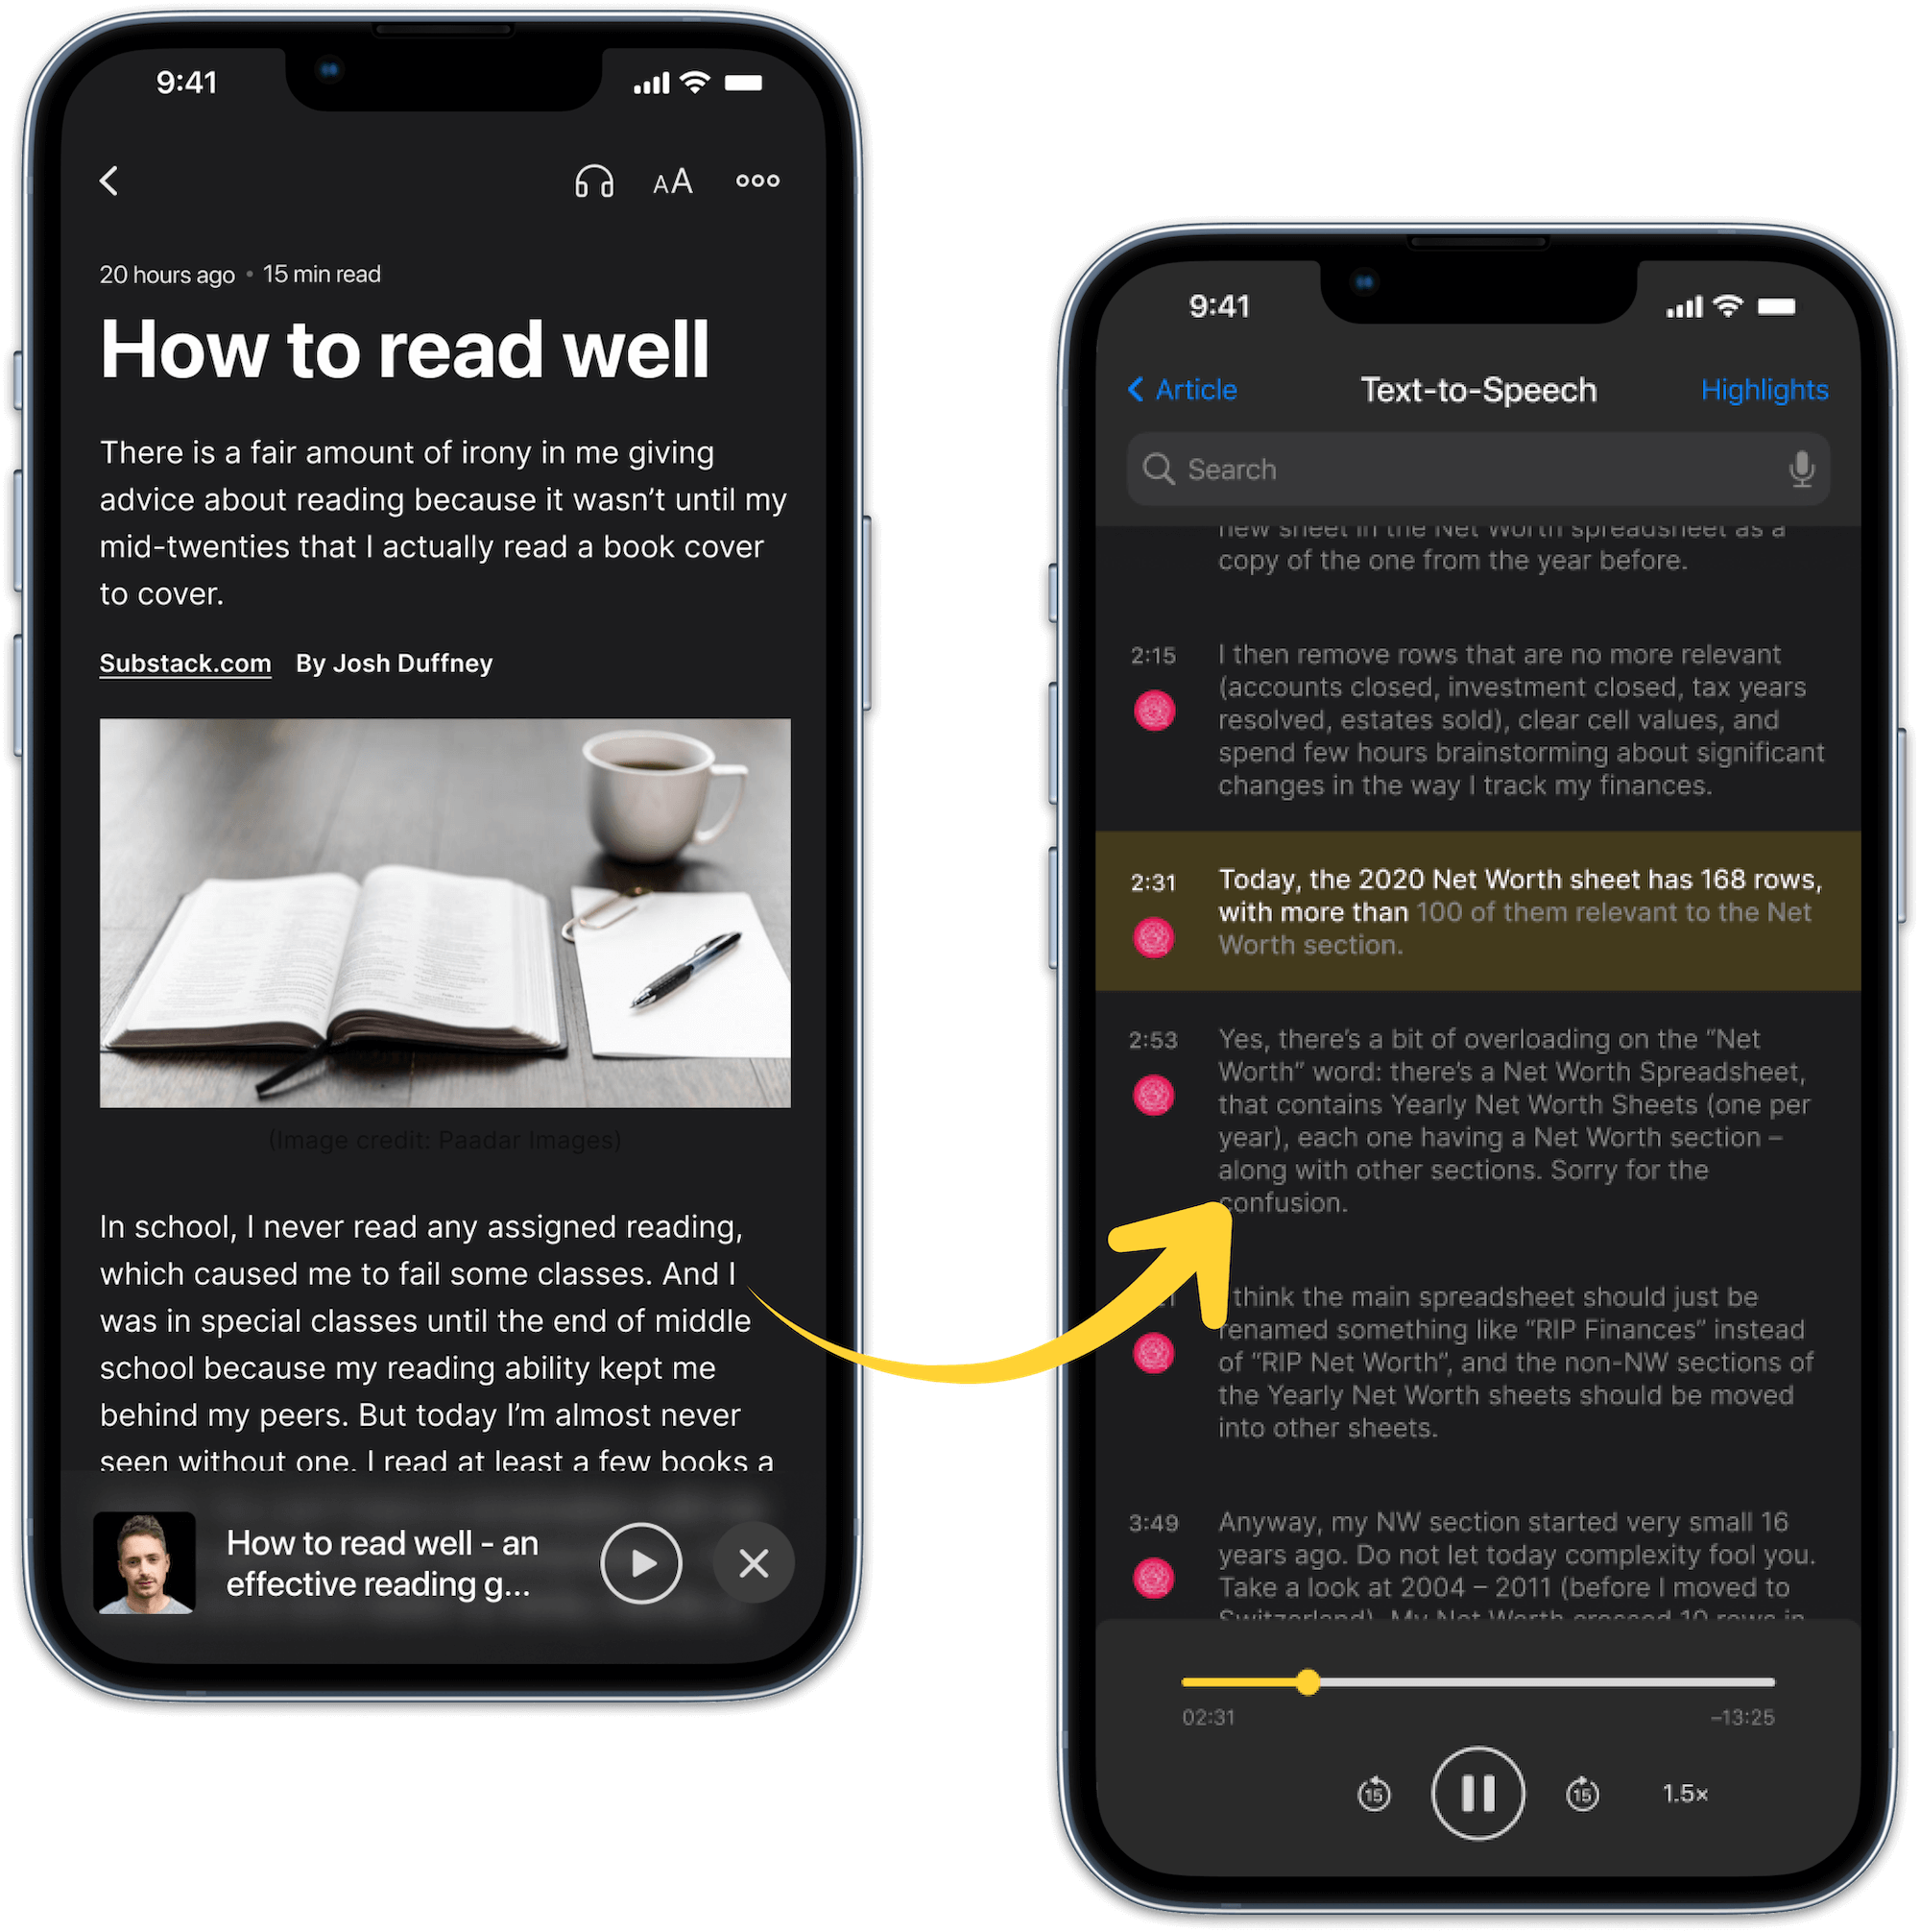 9:41
AA
20 hours ago • 15 min read
How to read well
There is a fair amount of irony in me giving
advice about reading because it wasn’t until my
mid-twenties that I actually read a book cover
to cover.
Substack.com By Josh Duffney
(Image credit: Paadar Images)
In school, I never read any assigned reading,
which caused me to fail some classes. And I
was in special classes until the end of middle
school because my reading ability kept me
behind my peers. But today I’m almost never
seen without one. I read at least a few books a
How to read well - an
effective reading g...
9:41
Article
Text-to-Speech
Highlights
Search
new sheet in the Net Worth spreadsheet as a
copy of the one from the year before.
2:15
I then remove rows that are no more relevant
(accounts closed, investment closed, tax years
resolved, estates sold), clear cell values, and
spend few hours brainstorming about significant
changes in the way I track my finances.
2:31
Today, the 2020 Net Worth sheet has 168 rows,
with more than 100 of them relevant to the Net
Worth section.
2:53
Yes, there’s a bit of overloading on the “Net
Worth” word: there’s a Net Worth Spreadsheet,
that contains Yearly Net Worth Sheets (one per
year), each one having a Net Worth section –
along with other sections. Sorry for the
confusion.
I think the main spreadsheet should just be
renamed something like “RIP Finances” instead
of “RIP Net Worth”, and the non-NW sections of
the Yearly Net Worth sheets should be moved
into other sheets.
3:49
Anyway, my NW section started very small 16
years ago. Do not let today complexity fool you.
Take a look at 2004 – 2011 (before I moved to
Switzerland). My Net Worth crossed 10 rows in
02:31
–13:25
15
15
1.5×